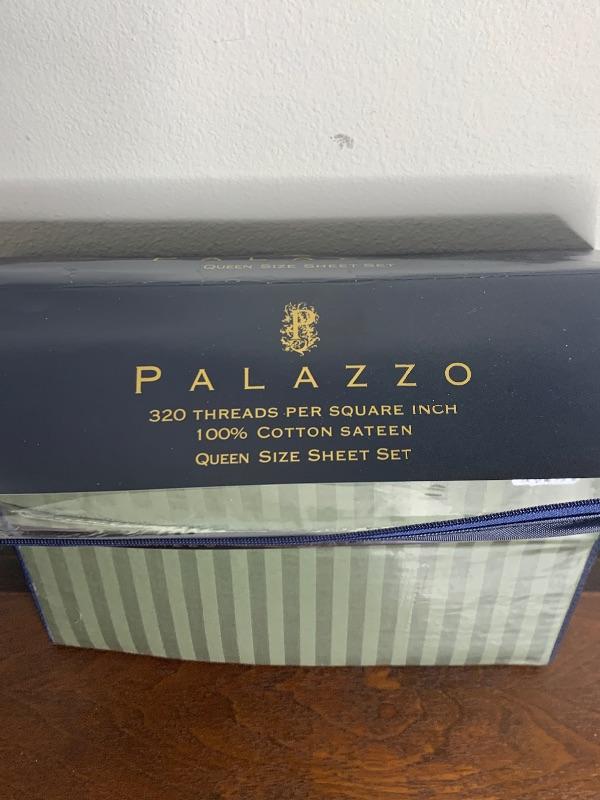 QUEEN SIZE SHEET SET
P
PALAZZO
320 THREADS PER SQUARE INCH
100% COTTON SATEEN
QUEEN SIZE SHEET SET